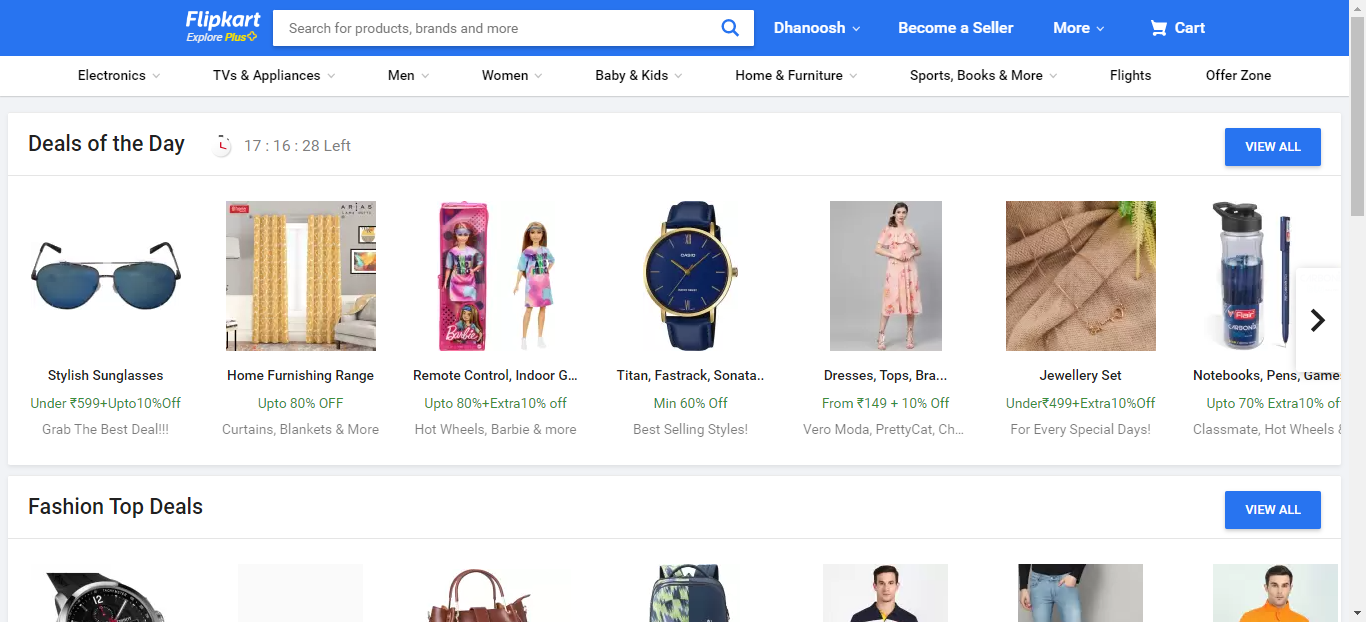 Flipkart
Explore Plus
Search for products, brands and more
Dhanoosh
Become a Seller
More
Cart
Electronics
TVs & Appliances
Men
Women
Baby & Kids
Home & Furniture
Sports, Books & More
Flights
Offer Zone
Deals of the Day
17 : 16 : 28 Left
VIEW ALL
ARIAS
Barbie
CASIO
Flair
CARBONIX
Stylish Sunglasses
Under ₹599+Upto10%Off
Grab The Best Deal!!!
Home Furnishing Range
Upto 80% OFF
Curtains, Blankets & More
Remote Control, Indoor G...
Upto 80%+Extra10% off
Hot Wheels, Barbie & more
Titan, Fastrack, Sonata..
Min 60% Off
Best Selling Styles!
Dresses, Tops, Bra...
From ₹149 + 10% Off
Vero Moda, PrettyCat, Ch...
Jewellery Set
Under₹499+Extra10%Off
For Every Special Days!
Notebooks, Pens, Game
Upto 70% Extra10% of
Classmate, Hot Wheels &
Fashion Top Deals
VIEW ALL